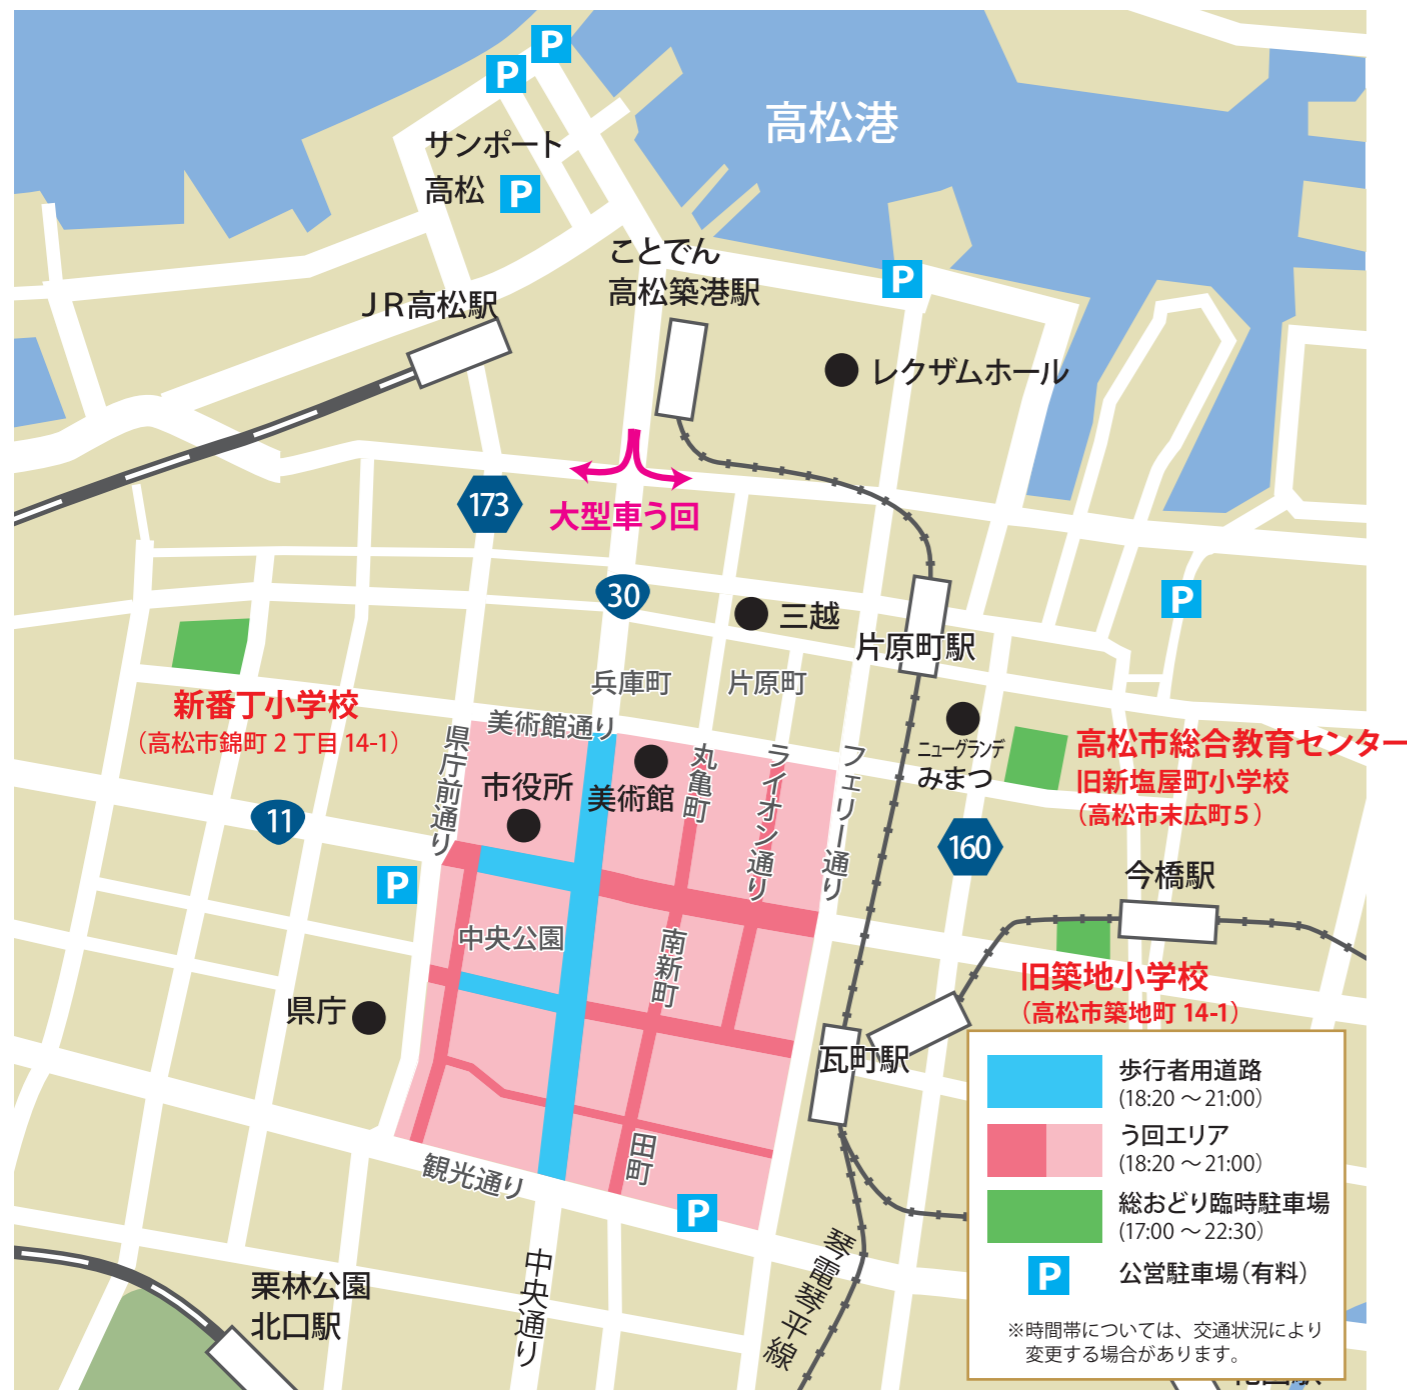 P
P
高松港
サンポート
高松
P
ことでん
高松築港駅
P
JR高松駅
レクザムホール
173
大型車う回
30
P
三越
片原町駅
兵庫町
片原町
新番丁小学校
(高松市錦町2丁目14-1)
美術館通り
県庁前通り
市役所
美術館
丸亀町
ライオン通り
フェリー通り
ニューグランデ
みまつ
高松市総合教育センター
旧新塩屋町小学校
(高松市末広町5)
11
160
P
今橋駅
中央公園
南新町
旧築地小学校
(高松市築地町14-1)
県庁
瓦町駅
田町
観光通り
P
中央通り
琴電琴平線
栗林公園
北口駅
歩行者用道路
(18:20～21:00)
う回エリア
(18:20～21:00)
総おどり臨時駐車場
(17:00～22:30)
P
公営駐車場(有料)
※時間帯については、交通状況により
変更する場合があります。